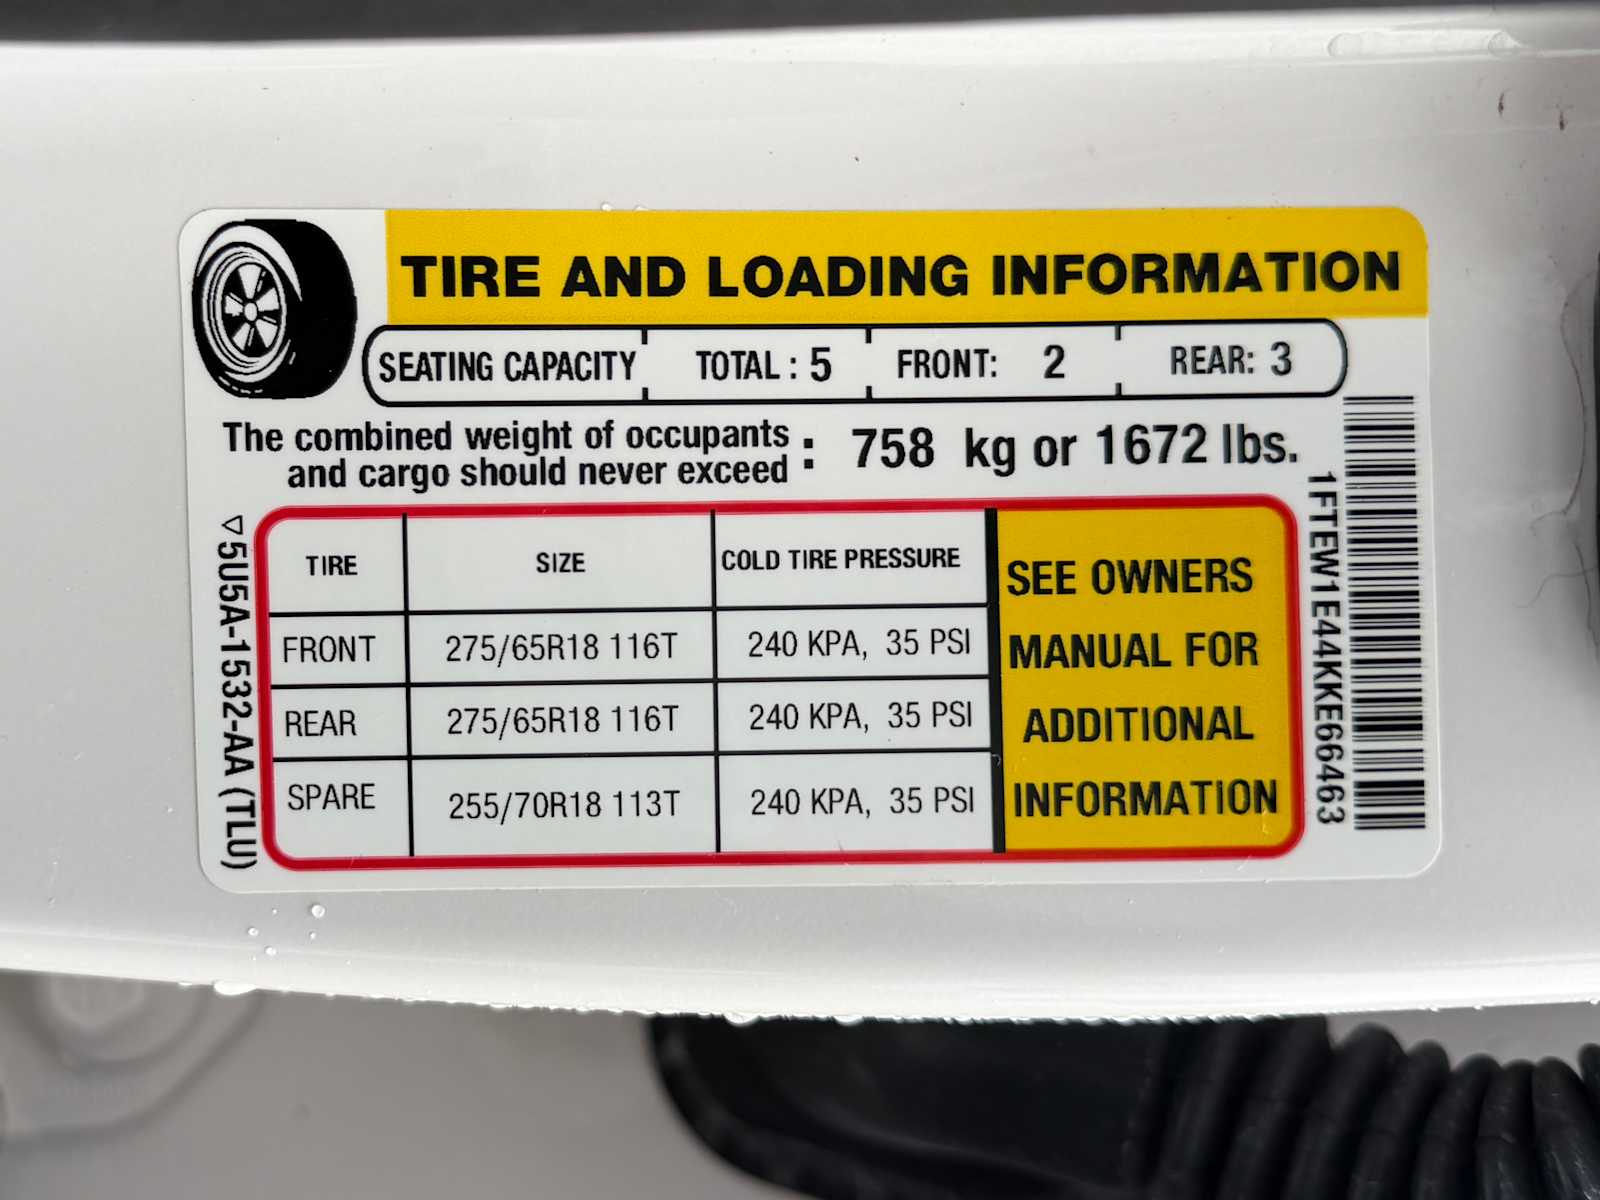 TIRE AND LOADING INFORMATION
SEATING CAPACITY TOTAL : 5 FRONT: 2 REAR: 3
The combined weight of occupants
and cargo should never exceed : 758 kg or 1672 lbs.
TIRE SIZE COLD TIRE PRESSURE
FRONT 275/65R18 116T 240 KPA, 35 PSI
REAR 275/65R18 116T 240 KPA, 35 PSI
SPARE 255/70R18 113T 240 KPA, 35 PSI
SEE OWNERS
MANUAL FOR
ADDITIONAL
INFORMATION
▽5U5A-1532-AA (TLU)
1FTEW1E44KKE66463